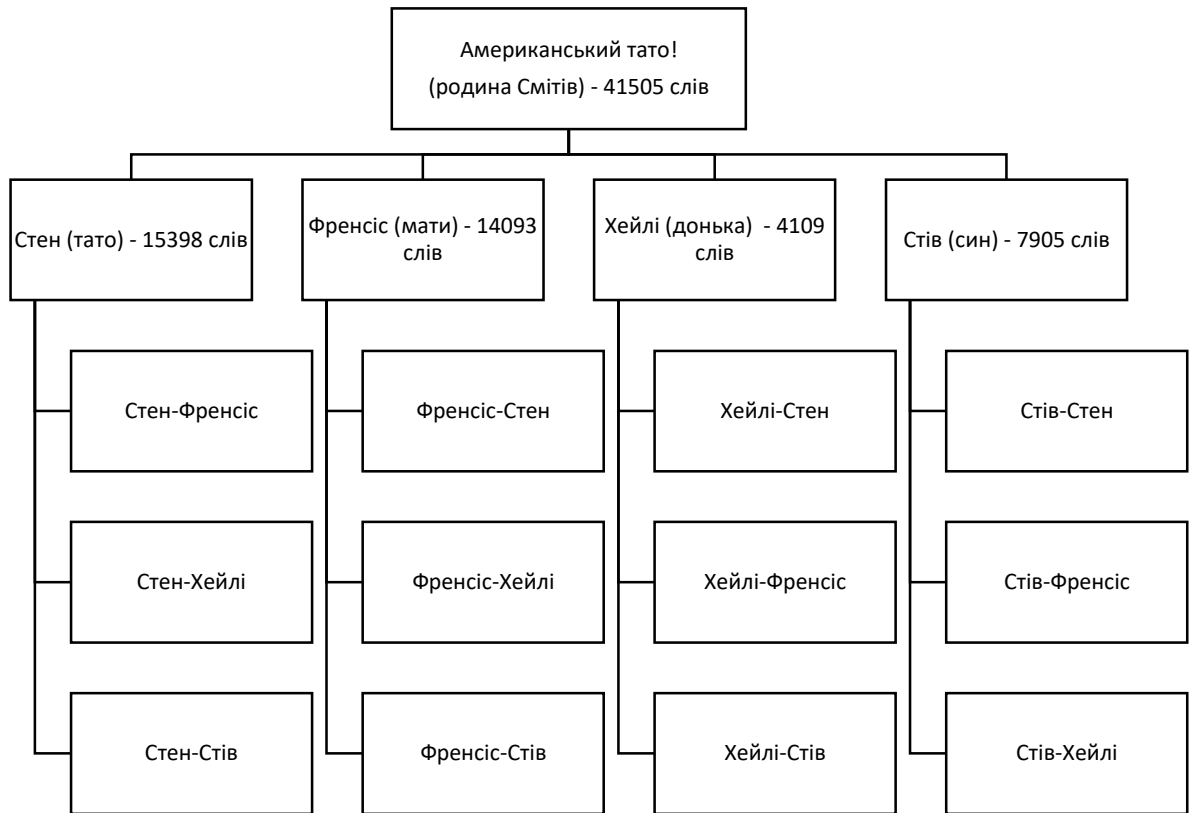 Американський тато!
(родина Смітів) - 41505 слів
Стен (тато) - 15398 слів
Френсіс (мати) - 14093
слів
Хейлі (донька)  - 4109
слів
Стів (син) - 7905 слів
Стен-Френсіс
Френсіс-Стен
Хейлі-Стен
Стів-Стен
Стен-Хейлі
Френсіс-Хейлі
Хейлі-Френсіс
Стів-Френсіс
Стен-Стів
Френсіс-Стів
Хейлі-Стів
Стів-Хейлі